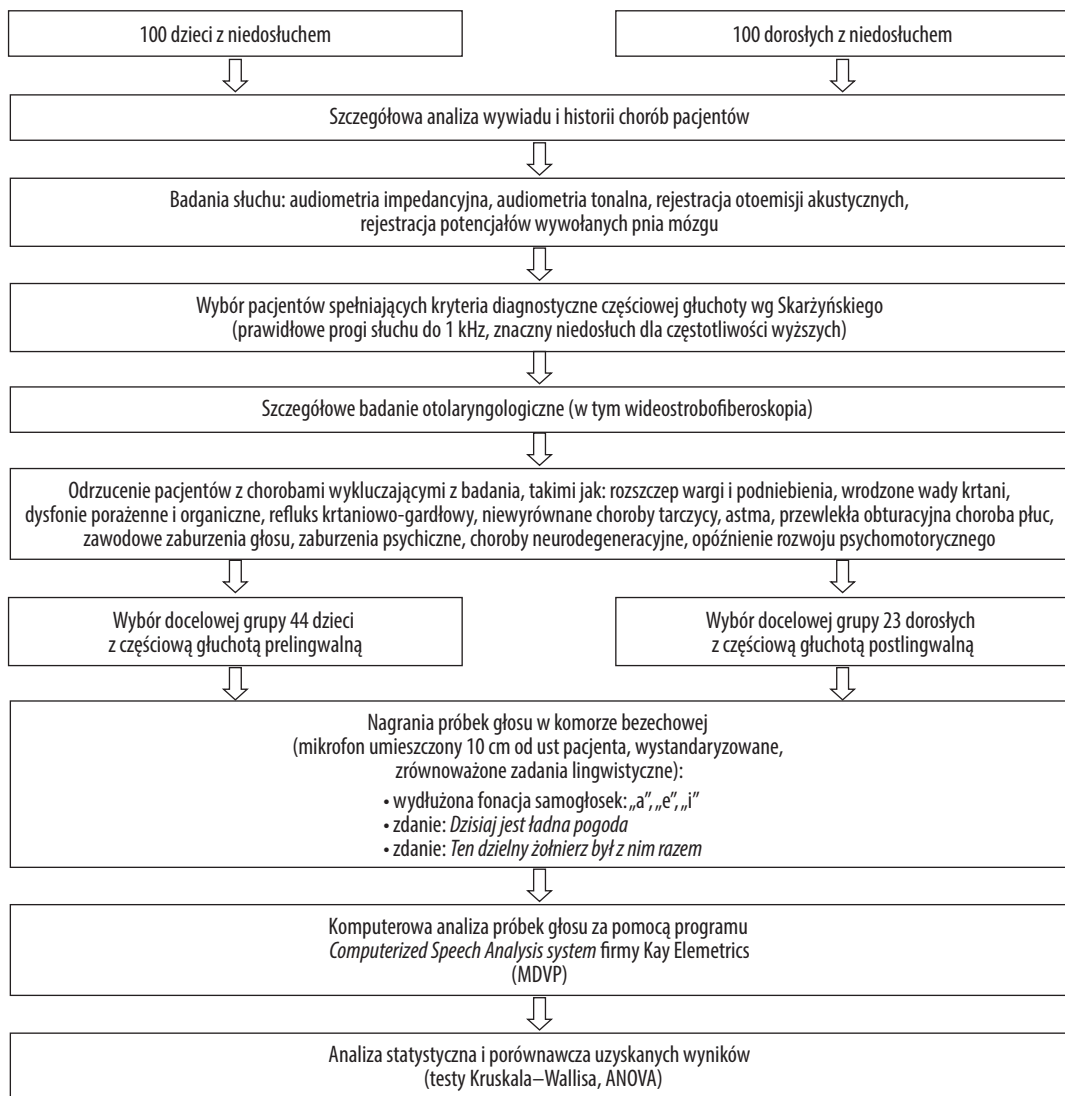 100 dzieci z niedosłuchem
100 dorosłych z niedosłuchem
Szczegółowa analiza wywiadu i historii chorób pacjentów
Badania słuchu: audiometria impedancyjna, audiometria tonalna, rejestracja otoemisji akustycznych,
rejestracja potencjałów wywołanych pnia mózgu
Wybór pacjentów spełniających kryteria diagnostyczne częściowej głuchoty wg Skarżyńskiego
(prawidłowe progi słuchu do 1 kHz, znaczny niedosłuch dla częstotliwości wyższych)
Szczegółowe badanie otolaryngologiczne (w tym wideostrobofiberoskopia)
Odrzucenie pacjentów z chorobami wykluczającymi z badania, takimi jak: rozszczep wargi i podniebienia, wrodzone wady krtani,
dysfonie porażenne i organiczne, refluks krtaniowo-gardłowy, niewyrównane choroby tarczycy, astma, przewlekła obturacyjna choroba płuc,
zawodowe zaburzenia głosu, zaburzenia psychiczne, choroby neurodegeneracyjne, opóźnienie rozwoju psychomotorycznego
Wybór docelowej grupy 44 dzieci
z częściową głuchotą prelingwalną
Wybór docelowej grupy 23 dorosłych
z częściową głuchotą postlingwalną
Nagrania próbek głosu w komorze bezechowej
(mikrofon umieszczony 10 cm od ust pacjenta, wystandaryzowane,
zrównoważone zadania lingwistyczne):
• wydłużona fonacja samogłosek: „a”, „e”, „i”
• zdanie: Dzisiaj jest ładna pogoda
• zdanie: Ten dzielny żołnierz był z nim razem
Komputerowa analiza próbek głosu za pomocą programu
Computerized Speech Analysis system firmy Kay Elemetrics
(MDVP)
Analiza statystyczna i porównawcza uzyskanych wyników
(testy Kruskala–Wallisa, ANOVA)